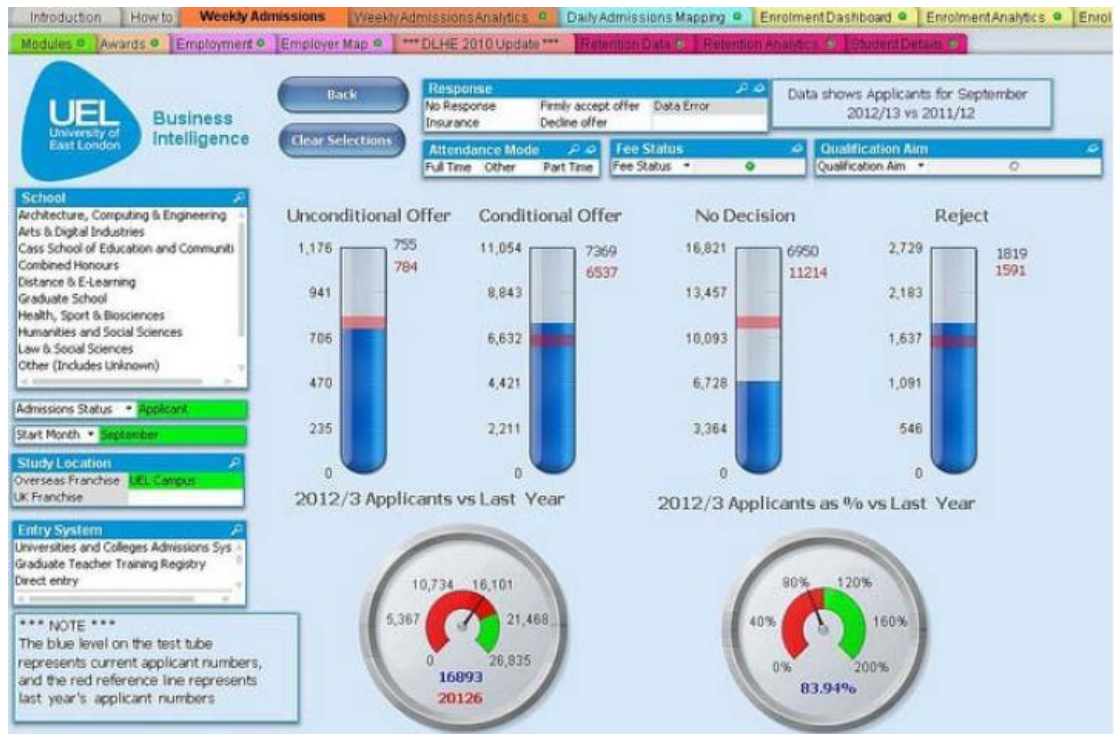 Introduction
How to
Weekly Admissions
Weekly Admissions Analytics
Daily Admissions Mapping
Enrolment Dashboard
Enrolment Analytics
Enrol
Modules
Awards
Employment
Employer Map
*** DLHE 2010 Update ***
Retention Data
Retention Analytics
Student Details
UEL
University of
East London
Business
Intelligence
Back
Clear Selections
Response
No Response Firmly accept offer Data Error
Insurance Decline offer
Data shows Applicants for September
2012/13 vs 2011/12
Attendance Mode
Full Time Other Part Time
Fee Status
Fee Status
Qualification Aim
Qualification Aim
School
Architecture, Computing & Engineering
Arts & Digital Industries
Cass School of Education and Communiti
Combined Honours
Distance & E-Learning
Graduate School
Health, Sport & Biosciences
Humanities and Social Sciences
Law & Social Sciences
Other (Includes Unknown)
Admissions Status Applicant
Start Month September
Study Location
Overseas Franchise UEL Campus
UK Franchise
Entry System
Universities and Colleges Admissions Sys
Graduate Teacher Training Registry
Direct entry
*** NOTE ***
The blue level on the test tube
represents current applicant numbers,
and the red reference line represents
last year's applicant numbers
Unconditional Offer
1,176
941
706
470
235
0
755
784
Conditional Offer
11,054
8,843
6,632
4,421
2,211
0
7369
6537
No Decision
16,821
13,457
10,093
6,728
3,364
0
6950
11214
Reject
2,729
2,183
1,637
1,091
546
0
1819
1591
2012/3 Applicants vs Last Year
0
5,367
10,734
16,101
21,468
26,835
16893
20126
2012/3 Applicants as % vs Last Year
0%
40%
80%
120%
160%
200%
83.94%